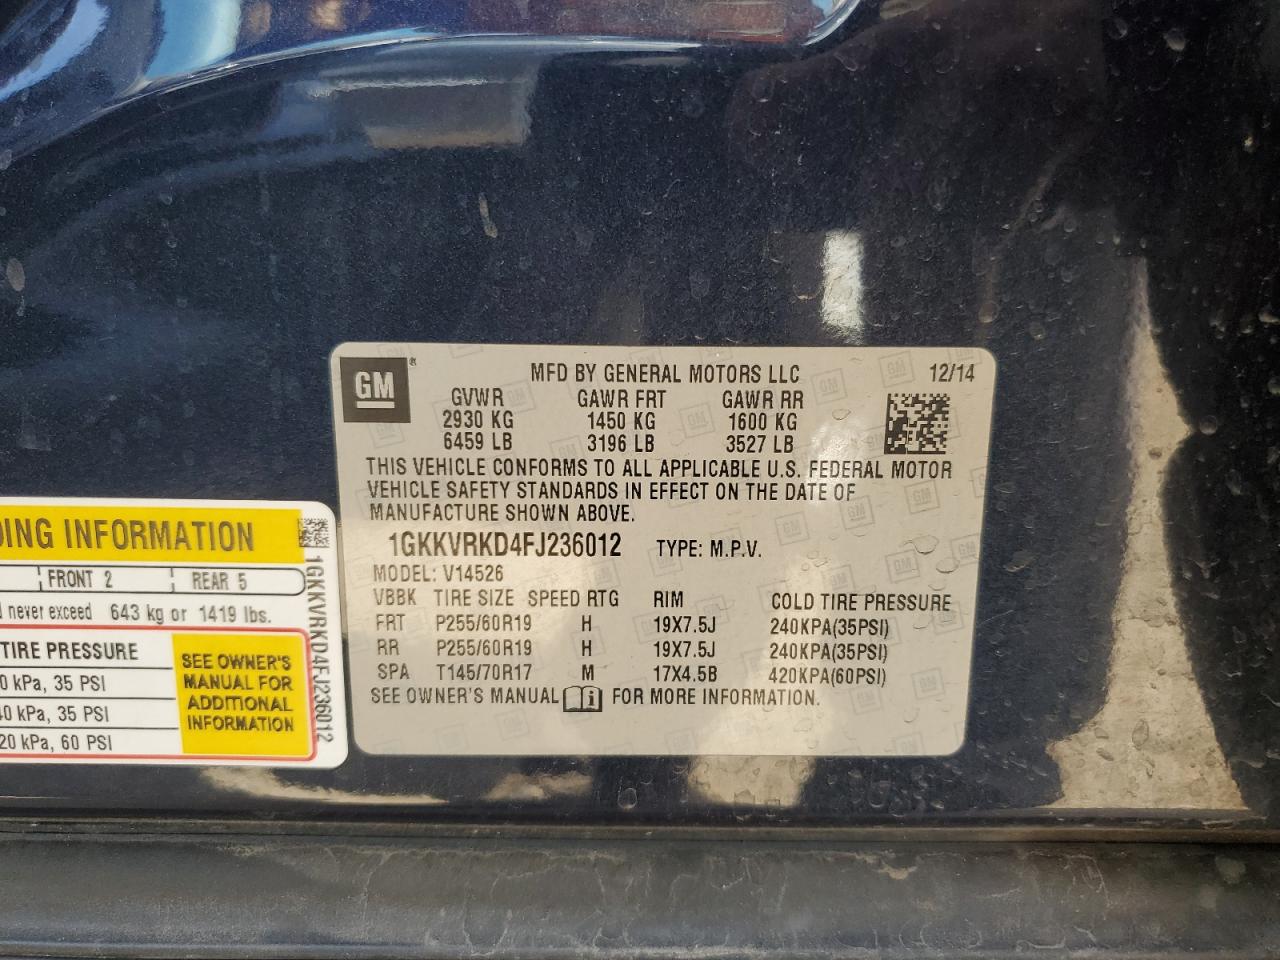 GM ®
MFD BY GENERAL MOTORS LLC 12/14
GVWR GAWR FRT GAWR RR
2930 KG 1450 KG 1600 KG
6459 LB 3196 LB 3527 LB
THIS VEHICLE CONFORMS TO ALL APPLICABLE U.S. FEDERAL MOTOR
VEHICLE SAFETY STANDARDS IN EFFECT ON THE DATE OF
MANUFACTURE SHOWN ABOVE.
1GKKVRKD4FJ236012 TYPE: M.P.V.
MODEL: V14526
VBBK TIRE SIZE SPEED RTG RIM COLD TIRE PRESSURE
FRT P255/60R19 H 19X7.5J 240KPA(35PSI)
RR P255/60R19 H 19X7.5J 240KPA(35PSI)
SPA T145/70R17 M 17X4.5B 420KPA(60PSI)
SEE OWNER'S MANUAL FOR MORE INFORMATION.
DING INFORMATION
FRONT 2 REAR 5
d never exceed 643 kg or 1419 lbs.
TIRE PRESSURE
0 kPa, 35 PSI
40 kPa, 35 PSI
20 kPa, 60 PSI
SEE OWNER'S
MANUAL FOR
ADDITIONAL
INFORMATION
1GKKVRKD4FJ236012